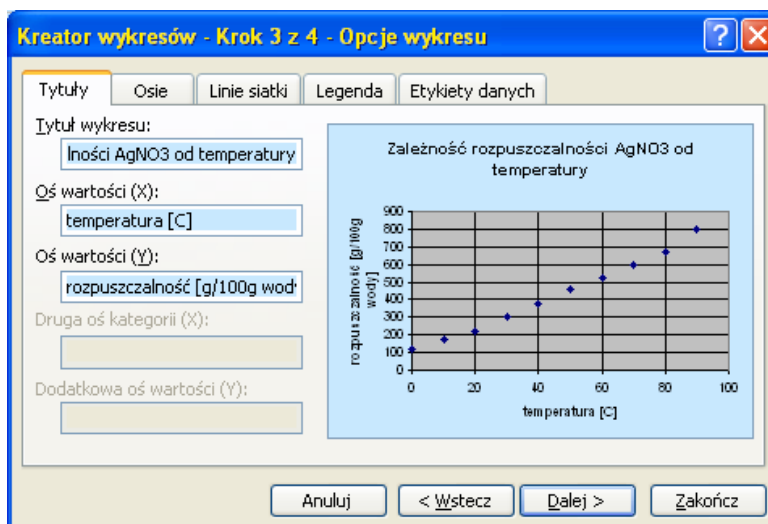 Kreator wykresów - Krok 3 z 4 - Opcje wykresu
Tytuły
Osie
Linie siatki
Legenda
Etykiety danych
Tytuł wykresu:
lności AgNO3 od temperatury
Oś wartości (X):
temperatura [C]
Oś wartości (Y):
rozpuszczalność [g/100g wod
Druga oś kategorii (X):
Dodatkowa oś wartości (Y):
Zależność rozpuszczalności AgNO3 od
temperatury
rozpuszczalność [g/100g
wody]
900
800
700
600
500
400
300
200
100
0
0 20 40 60 80 100
temperatura [C]
Anuluj
< Wstecz
Dalej >
Zakończ